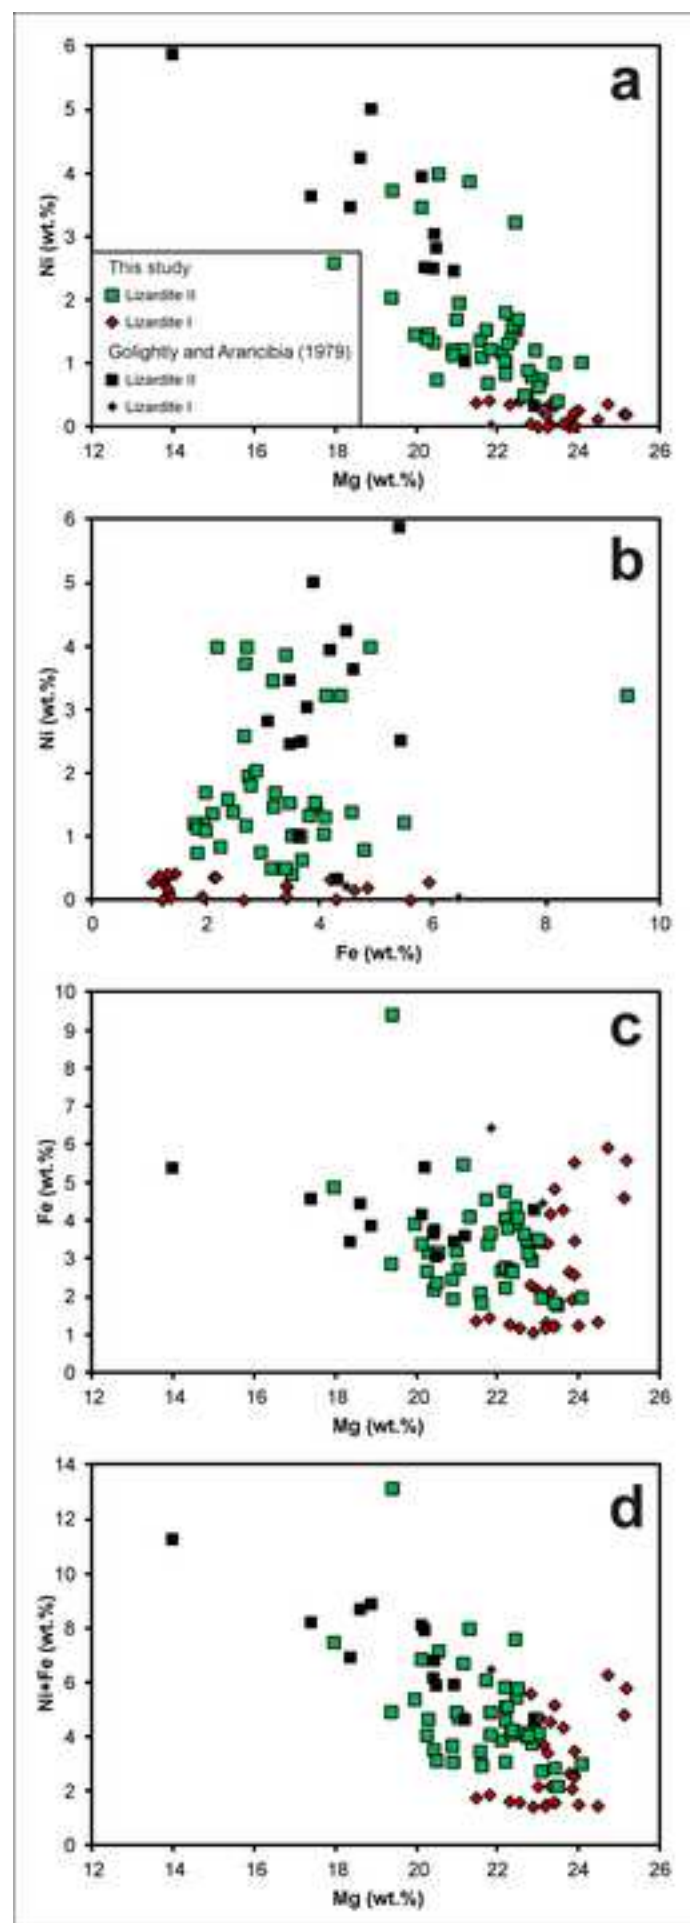 a
6
5
4
3
2
1
0
Ni (wt.%)
This study
Lizardite II
Lizardite I
Golightly and Arancibia (1979)
Lizardite II
Lizardite I
12 14 16 18 20 22 24 26
Mg (wt.%)
b
6
5
4
3
2
1
0
Ni (wt.%)
0 2 4 6 8 10
Fe (wt.%)
c
10
9
8
7
6
5
4
3
2
1
0
Fe (wt.%)
12 14 16 18 20 22 24 26
Mg (wt.%)
d
14
12
10
8
6
4
2
0
Ni+Fe (wt.%)
12 14 16 18 20 22 24 26
Mg (wt.%)